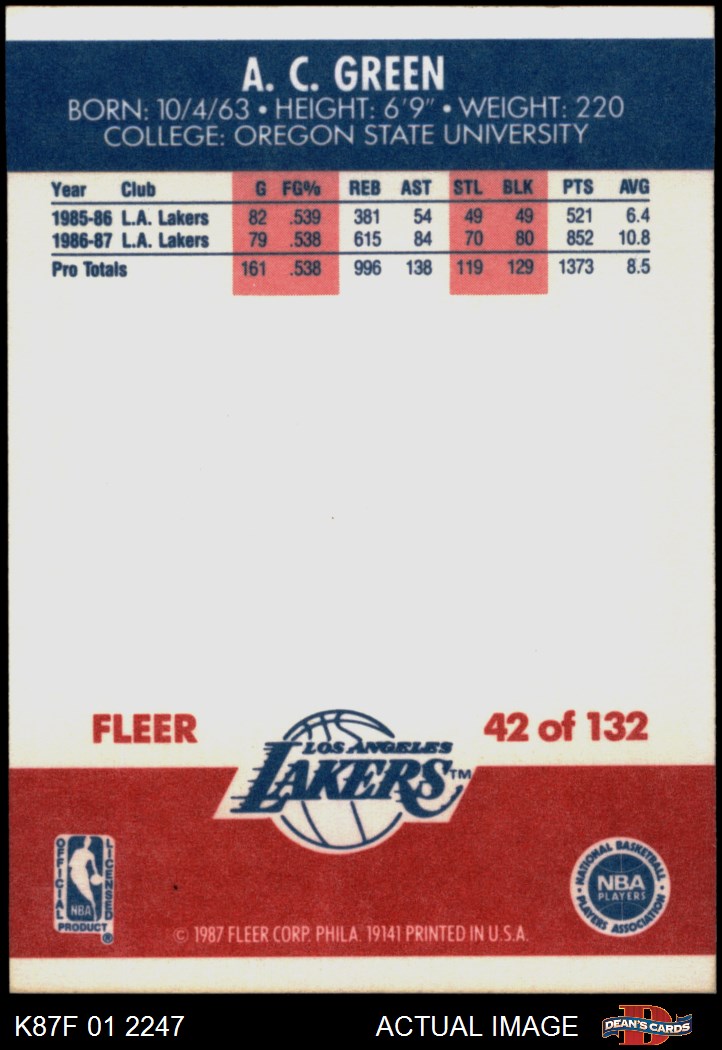 A. C. GREEN
BORN: 10/4/63 • HEIGHT: 6'9" • WEIGHT: 220
COLLEGE: OREGON STATE UNIVERSITY
Year Club G FG% REB AST STL BLK PTS AVG
1985-86 L.A. Lakers 82 .539 381 54 49 49 521 6.4
1986-87 L.A. Lakers 79 .538 615 84 70 80 852 10.8
Pro Totals 161 .538 996 138 119 129 1373 8.5
FLEER
42 of 132
LOS ANGELES
LAKERS™
OFFICIAL LICENSED
NBA
PRODUCT ®
NATIONAL BASKETBALL
NBA
PLAYERS
PLAYERS ASSOCIATION
© 1987 FLEER CORP. PHILA. 19141 PRINTED IN U.S.A.
K87F 01 2247
ACTUAL IMAGE
D
DEAN'S CARDS